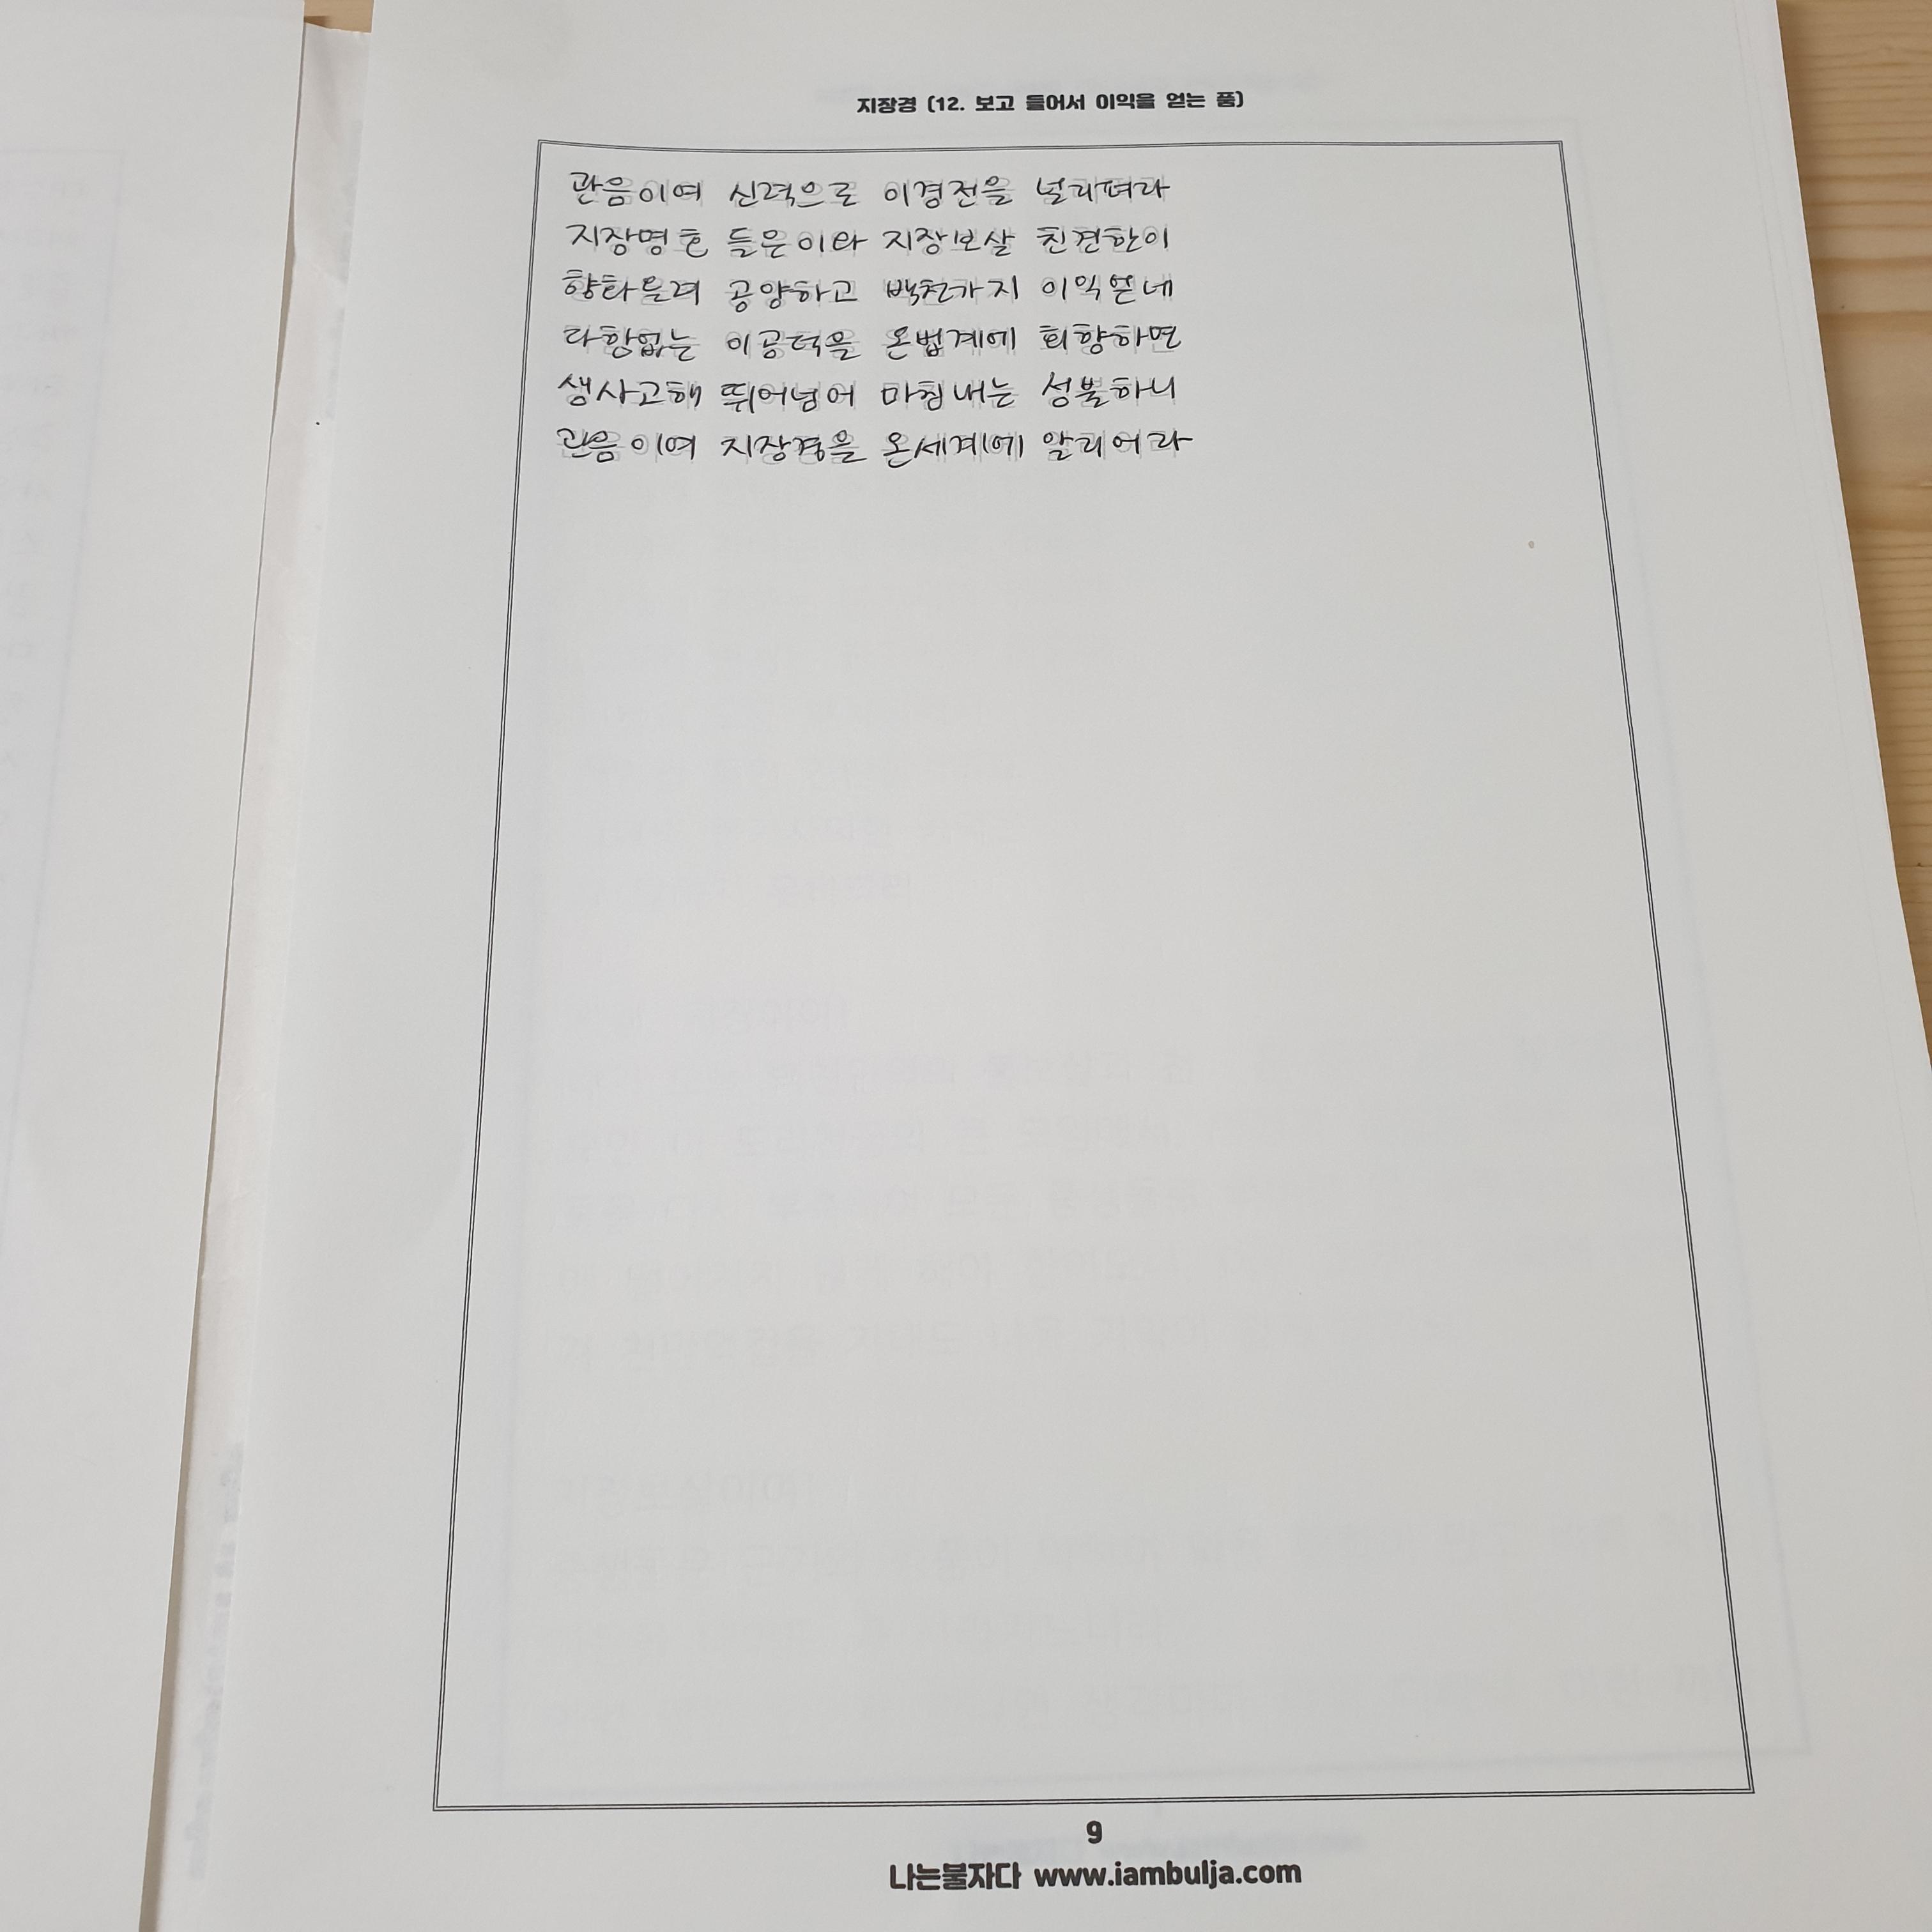 지장경 (12. 보고 들어서 이익을 얻는 품)
관음이여 신력으로 이경전을 널리펴라
지장명호 들은이와 지장보살 친견한이
향화올려 공양하고 백천가지 이익얻네
다함없는 이공덕을 온법계에 회향하면
생사고해 뛰어넘어 마침내는 성불하니
관음이여 지장경을 온세계에 알리어라
9
나는불자다 www.iambulja.com